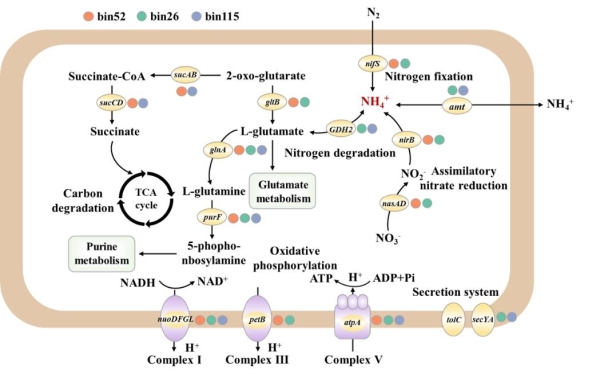 bin52 bin26 bin115
N₂
nifS
Nitrogen fixation
Succinate-CoA
sucAB
2-oxo-glutarate
sucCD
gltB
NH₄⁺
amt
NH₄⁺
Succinate
L-glutamate
GDH2
nirB
glnA
Nitrogen degradation
NO₂⁻
Assimilatory
nitrate reduction
Carbon
degradation
TCA
cycle
L-glutamine
Glutamate
metabolism
nasAD
purF
NO₃⁻
Purine
metabolism
5-phopho-
nbosylamine
Oxidative
phosphorylation
NADH
NAD⁺
ATP
H⁺
ADP+Pi
Secretion system
nuoDFGL
petB
atpA
tolC
secYA
H⁺
H⁺
Complex I
Complex III
Complex V